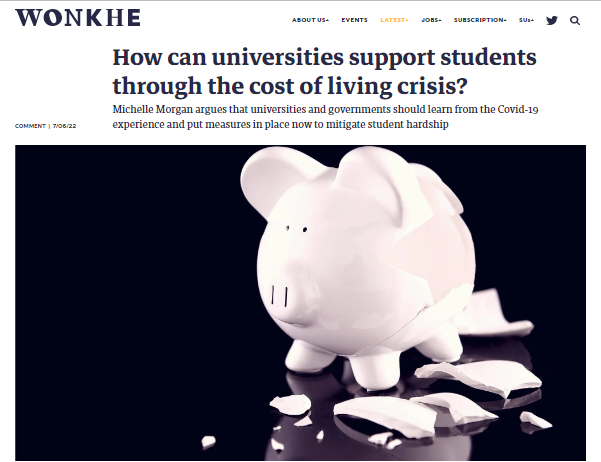 WONKHE
ABOUT US
EVENTS
LATEST
JOBS
SUBSCRIPTION
SUs
How can universities support students
through the cost of living crisis?
Michelle Morgan argues that universities and governments should learn from the Covid-19
experience and put measures in place now to mitigate student hardship
COMMENT | 7/06/22